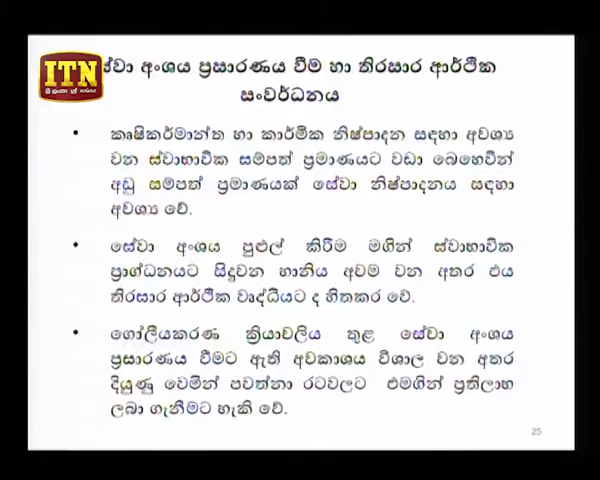 ITN
ශ්‍රී ලංකා ශ්‍රී සංසද
සේවා අංශය ප්‍රසාරණය වීම හා තිරසාර ආර්ථික
සංවර්ධනය
• කෘෂිකර්මාන්ත හා කාර්මික නිෂ්පාදන සඳහා අවශ්‍ය
වන ස්වාභාවික සම්පත් ප්‍රමාණයට වඩා බෙහෙවින්
අඩු සම්පත් ප්‍රමාණයක් සේවා නිෂ්පාදනය සඳහා
අවශ්‍ය වේ.
• සේවා අංශය පුළුල් කිරීම මගින් ස්වාභාවික
ප්‍රාග්ධනයට සිදුවන හානිය අවම වන අතර එය
තිරසාර ආර්ථික වෘද්ධියට ද හිතකර වේ.
• ගෝලීයකරණ ක්‍රියාවලිය තුළ සේවා අංශය
ප්‍රසාරණය වීමට ඇති අවකාශය විශාල වන අතර
දියුණු වෙමින් පවත්නා රටවලට එමගින් ප්‍රතිලාභ
ලබා ගැනීමට හැකි වේ.
25